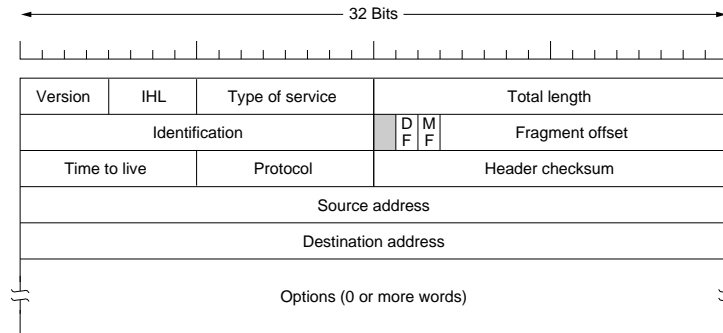 32 Bits
Version IHL Type of service Total length
Identification D F M F Fragment offset
Time to live Protocol Header checksum
Source address
Destination address
Options (0 or more words)